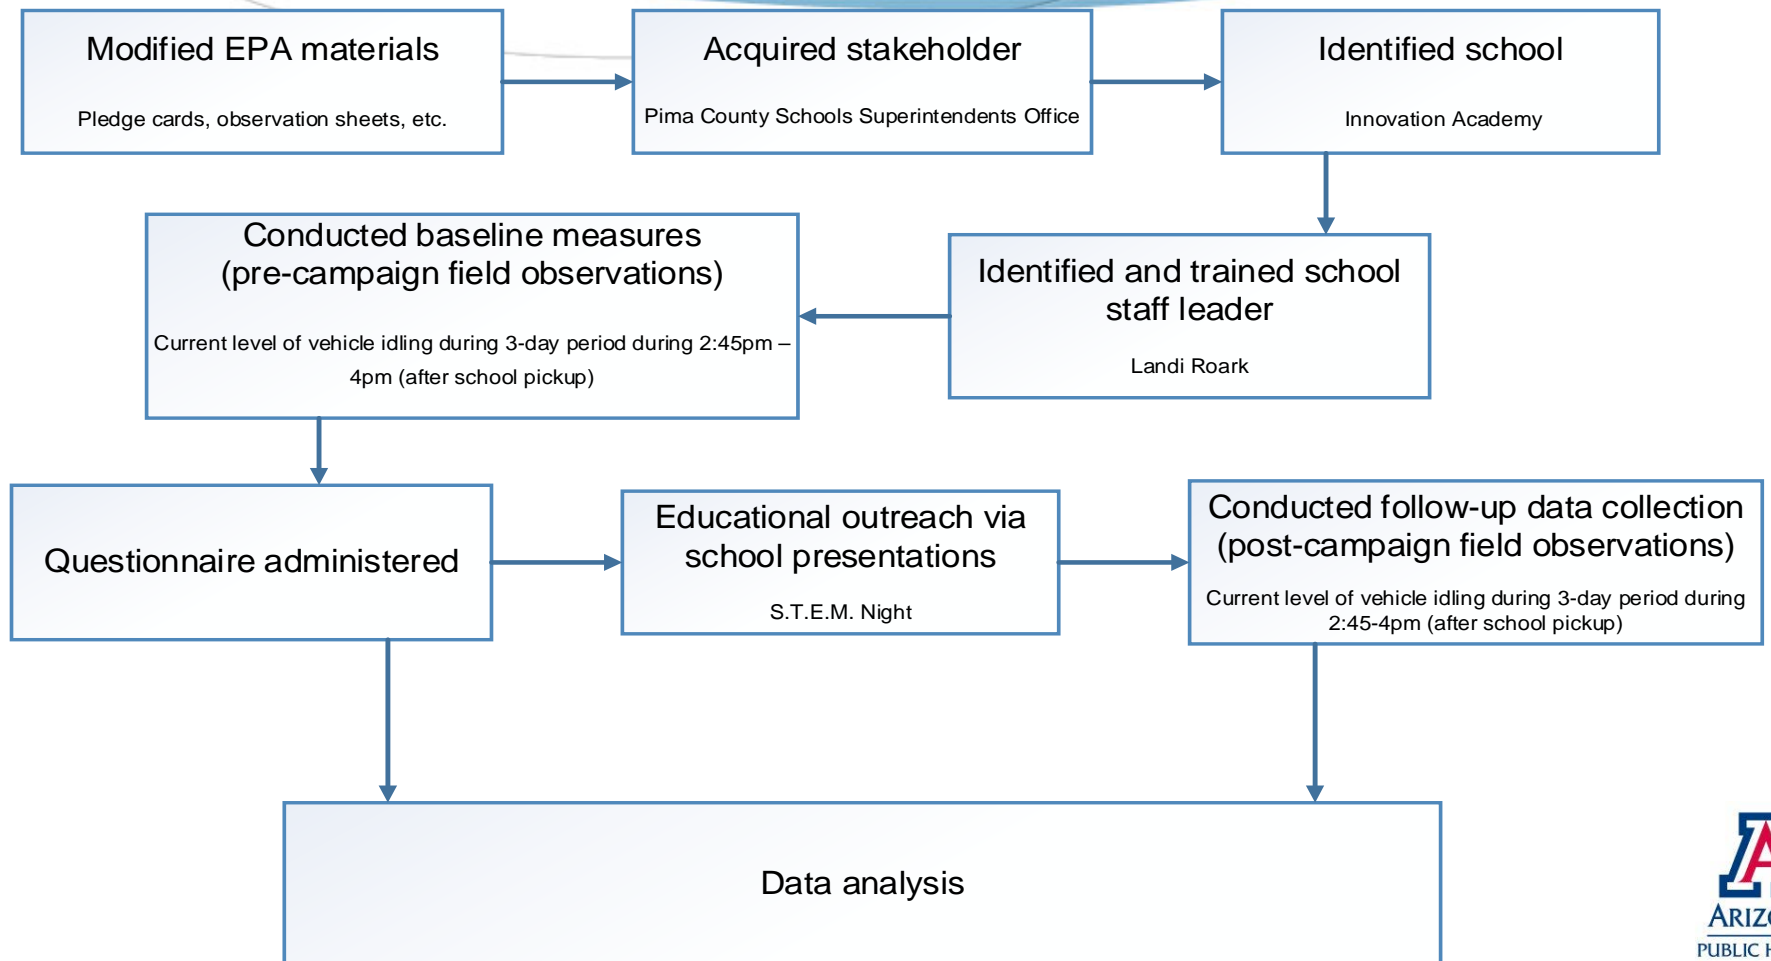 Modified EPA materials
Pledge cards, observation sheets, etc.
Acquired stakeholder
Pima County Schools Superintendents Office
Identified school
Innovation Academy
Identified and trained school
staff leader
Landi Roark
Conducted baseline measures
(pre-campaign field observations)
Current level of vehicle idling during 3-day period during 2:45pm –
4pm (after school pickup)
Questionnaire administered
Educational outreach via
school presentations
S.T.E.M. Night
Conducted follow-up data collection
(post-campaign field observations)
Current level of vehicle idling during 3-day period during
2:45-4pm (after school pickup)
Data analysis
A
PUBLIC